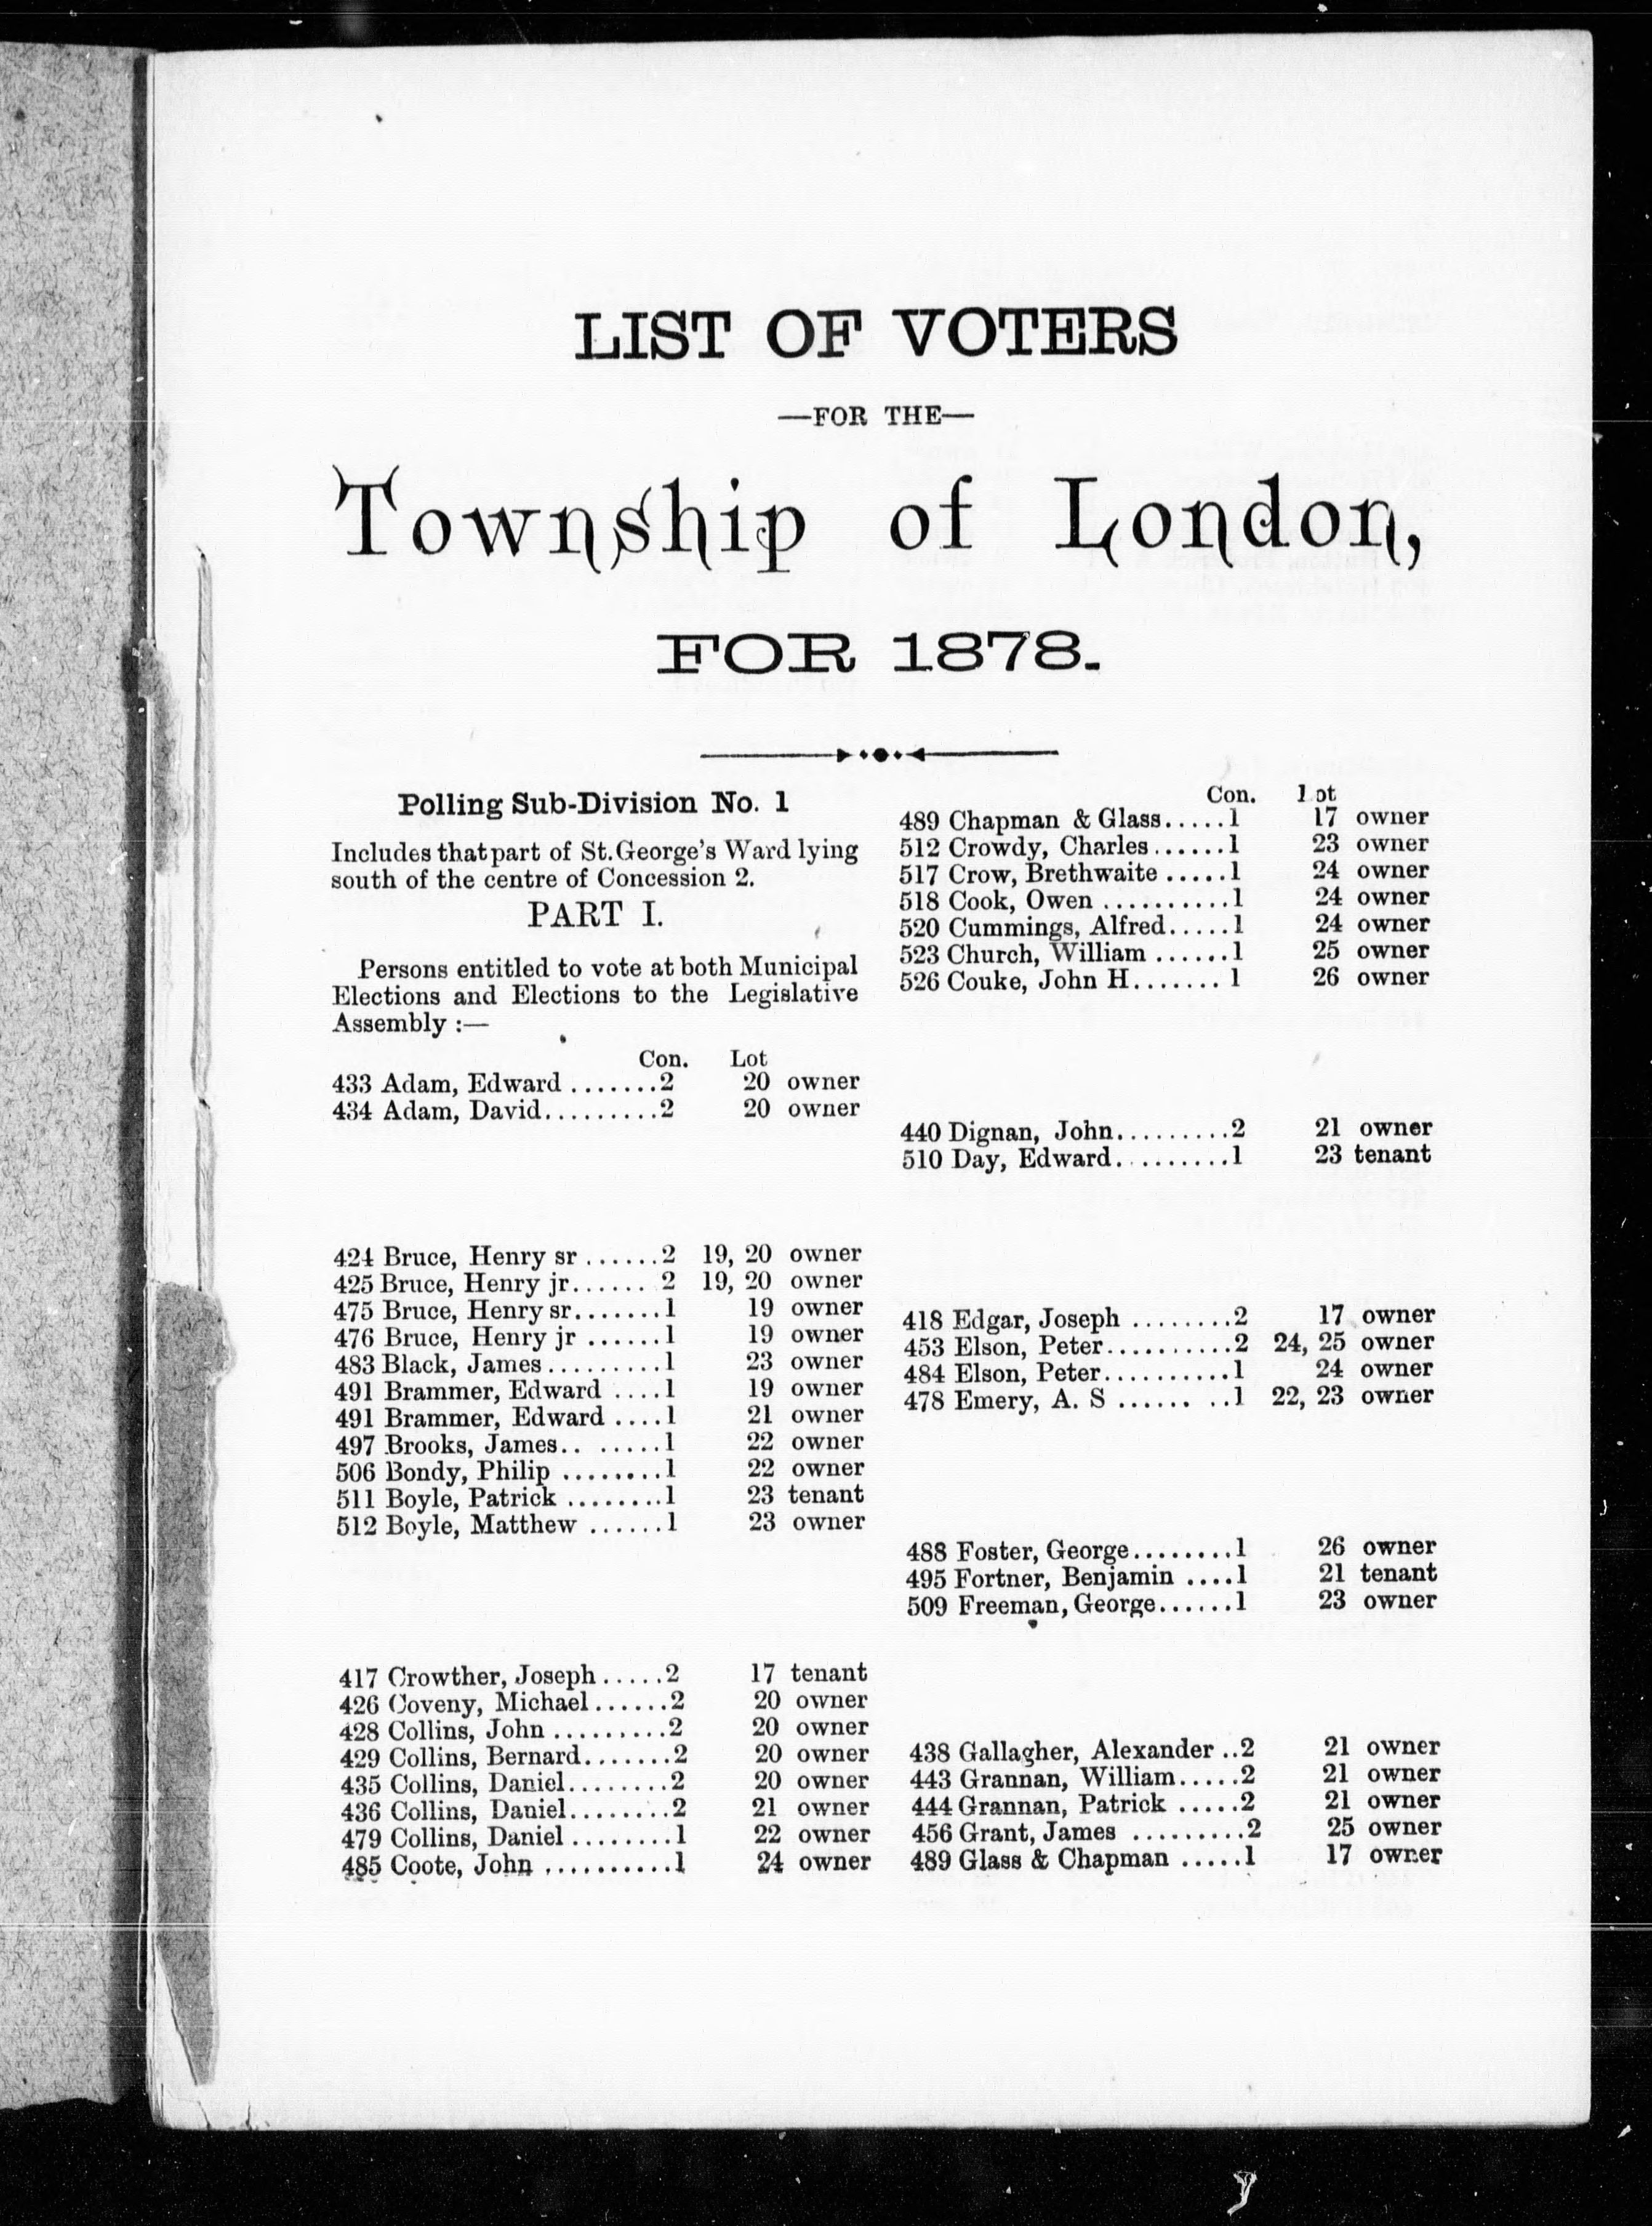 LIST OF VOTERS
—FOR THE—
Township of London,
FOR 1878.
Polling Sub-Division No. 1
Includes that part of St. George's Ward lying
south of the centre of Concession 2.
PART I.
Persons entitled to vote at both Municipal
Elections and Elections to the Legislative
Assembly :—
Con. Lot
433 Adam, Edward .......2 20 owner
434 Adam, David.........2 20 owner
424 Bruce, Henry sr ......2 19, 20 owner
425 Bruce, Henry jr....... 2 19, 20 owner
475 Bruce, Henry sr.......1 19 owner
476 Bruce, Henry jr ......1 19 owner
483 Black, James.........1 23 owner
491 Brammer, Edward ....1 19 owner
491 Brammer, Edward ....1 21 owner
497 Brooks, James.. ......1 22 owner
506 Bondy, Philip ........1 22 owner
511 Boyle, Patrick ........1 23 tenant
512 Boyle, Matthew ......1 23 owner
417 Crowther, Joseph.....2 17 tenant
426 Coveny, Michael......2 20 owner
428 Collins, John .........2 20 owner
429 Collins, Bernard.......2 20 owner
435 Collins, Daniel........2 20 owner
436 Collins, Daniel........2 21 owner
479 Collins, Daniel ........1 22 owner
485 Coote, John ..........1 24 owner
Con. Lot
489 Chapman & Glass.....1 17 owner
512 Crowdy, Charles......1 23 owner
517 Crow, Brethwaite .....1 24 owner
518 Cook, Owen ..........1 24 owner
520 Cummings, Alfred.....1 24 owner
523 Church, William ......1 25 owner
526 Couke, John H....... 1 26 owner
440 Dignan, John.........2 21 owner
510 Day, Edward.........1 23 tenant
418 Edgar, Joseph ........2 17 owner
453 Elson, Peter..........2 24, 25 owner
484 Elson, Peter..........1 24 owner
478 Emery, A. S ...... ..1 22, 23 owner
488 Foster, George........1 26 owner
495 Fortner, Benjamin ....1 21 tenant
509 Freeman, George......1 23 owner
438 Gallagher, Alexander ..2 21 owner
443 Grannan, William.....2 21 owner
444 Grannan, Patrick .....2 21 owner
456 Grant, James .........2 25 owner
489 Glass & Chapman .....1 17 owner